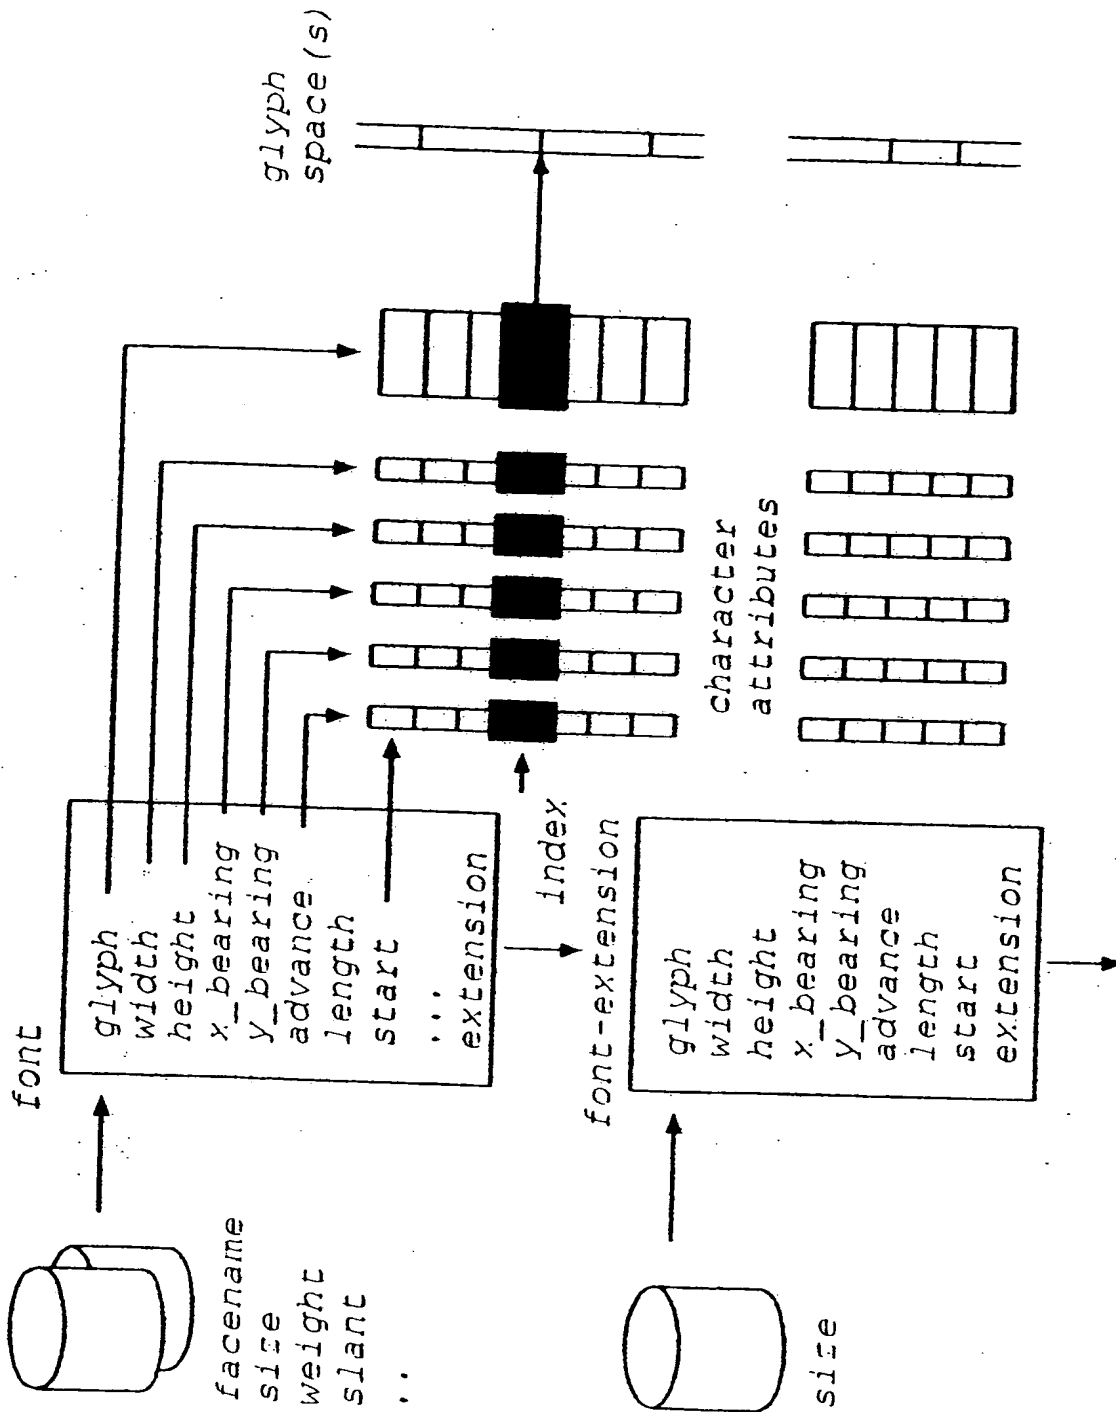 facename
size
weight
slant
..
font
glyph
width
height
x_bearing
y_bearing
advance
length
start
...
extension
index
glyph
space(s)
character
attributes
size
font-extension
glyph
width
height
x_bearing
y_bearing
advance
length
start
extension